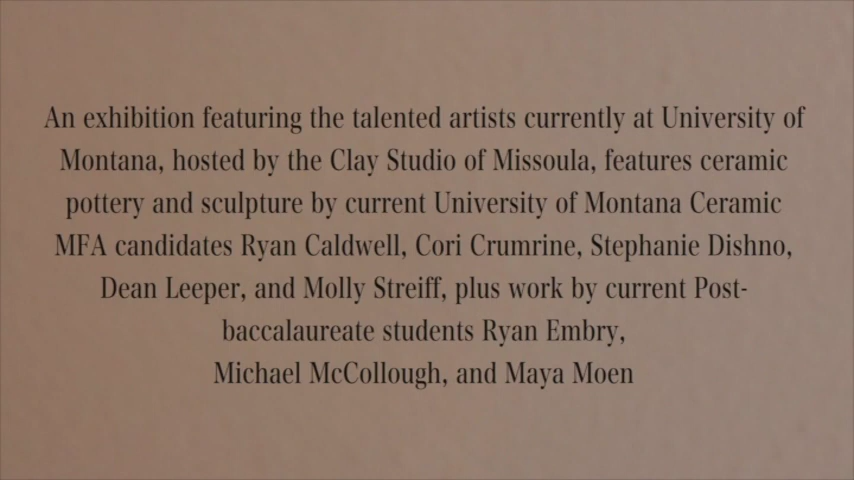 An exhibition featuring the talented artists currently at University of
Montana, hosted by the Clay Studio of Missoula, features ceramic
pottery and sculpture by current University of Montana Ceramic
MFA candidates Ryan Caldwell, Cori Crumrine, Stephanie Dishno,
Dean Leeper, and Molly Streiff, plus work by current Post-
baccalaureate students Ryan Embry,
Michael McCollough, and Maya Moen